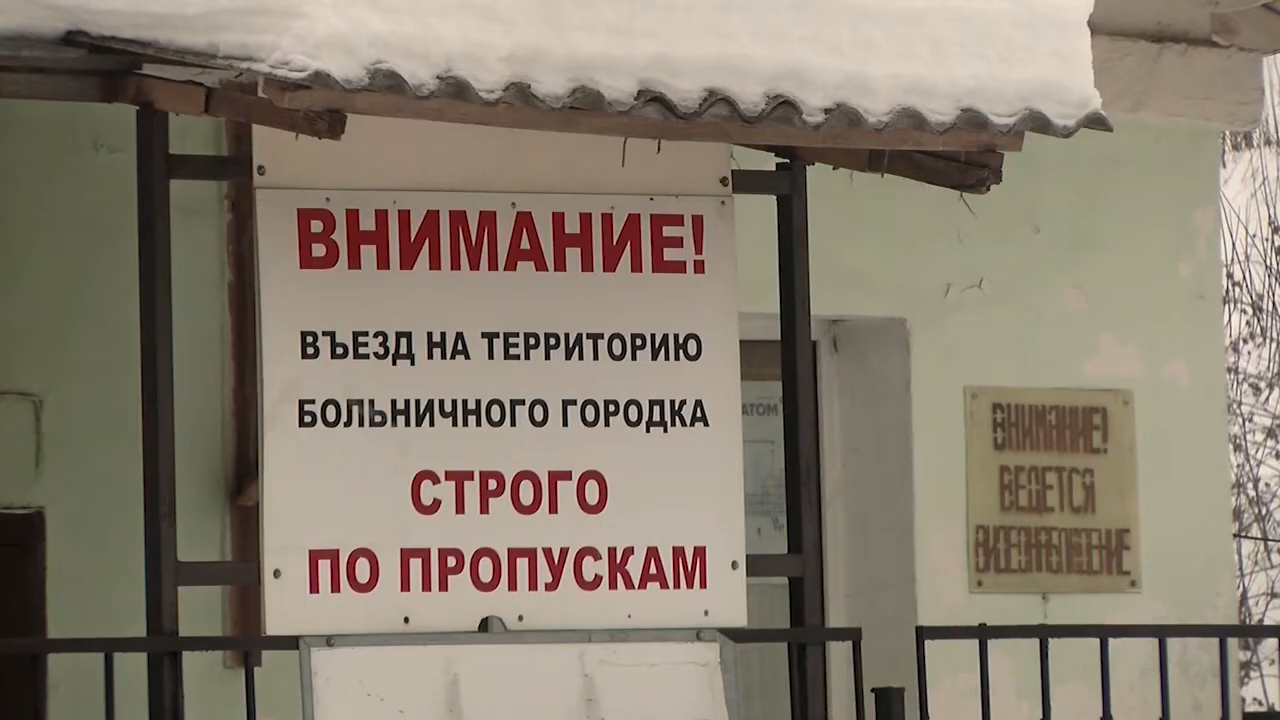 ВНИМАНИЕ!
ВЪЕЗД НА ТЕРРИТОРИЮ
БОЛЬНИЧНОГО ГОРОДКА
СТРОГО
ПО ПРОПУСКАМ
ВНИМАНИЕ!
ВЕДЕТСЯ
ВИДЕОНАБЛЮДЕНИЕ